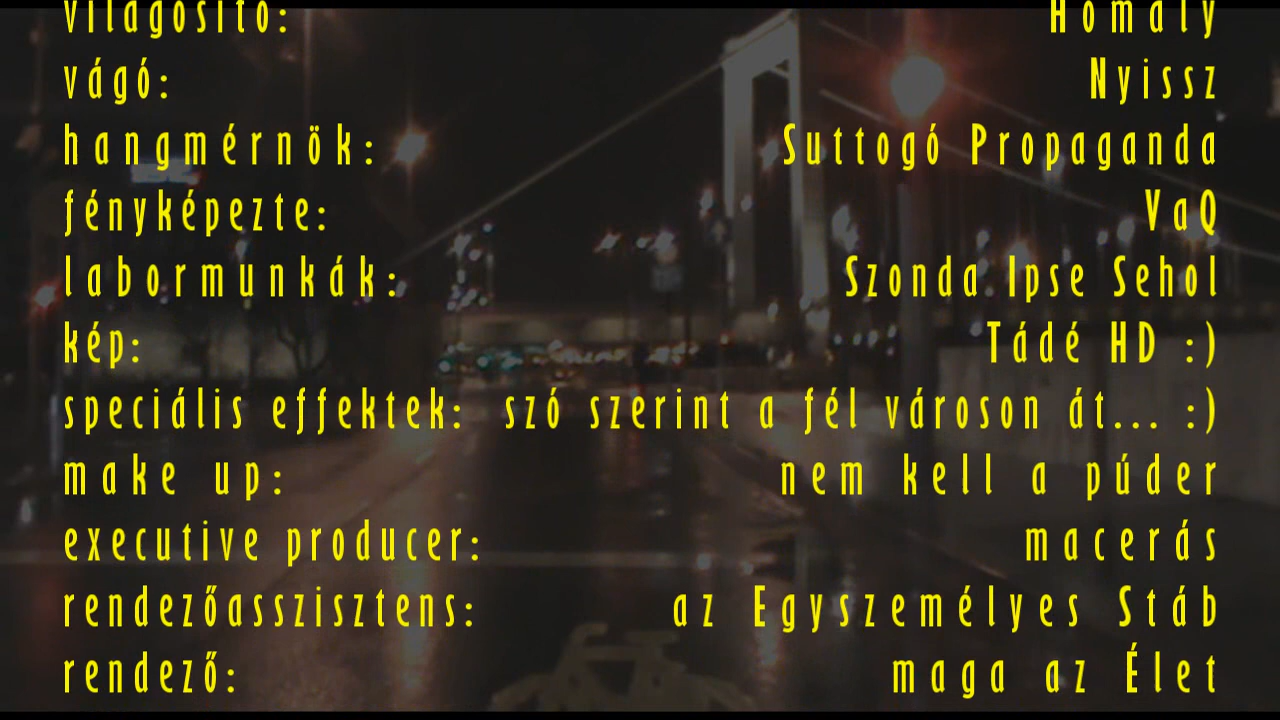 világosító: Homály
vágó: Nyissz
hangmérnök: Suttogó Propaganda
fényképezte: VaQ
labormunkák: Szonda Ipse Sehol
kép: Tádé HD :)
speciális effektek: szó szerint a fél városon át... :)
make up: nem kell a púder
executive producer: macerás
rendezőasszisztens: az Egyszemélyes Stáb
rendező: maga az Élet